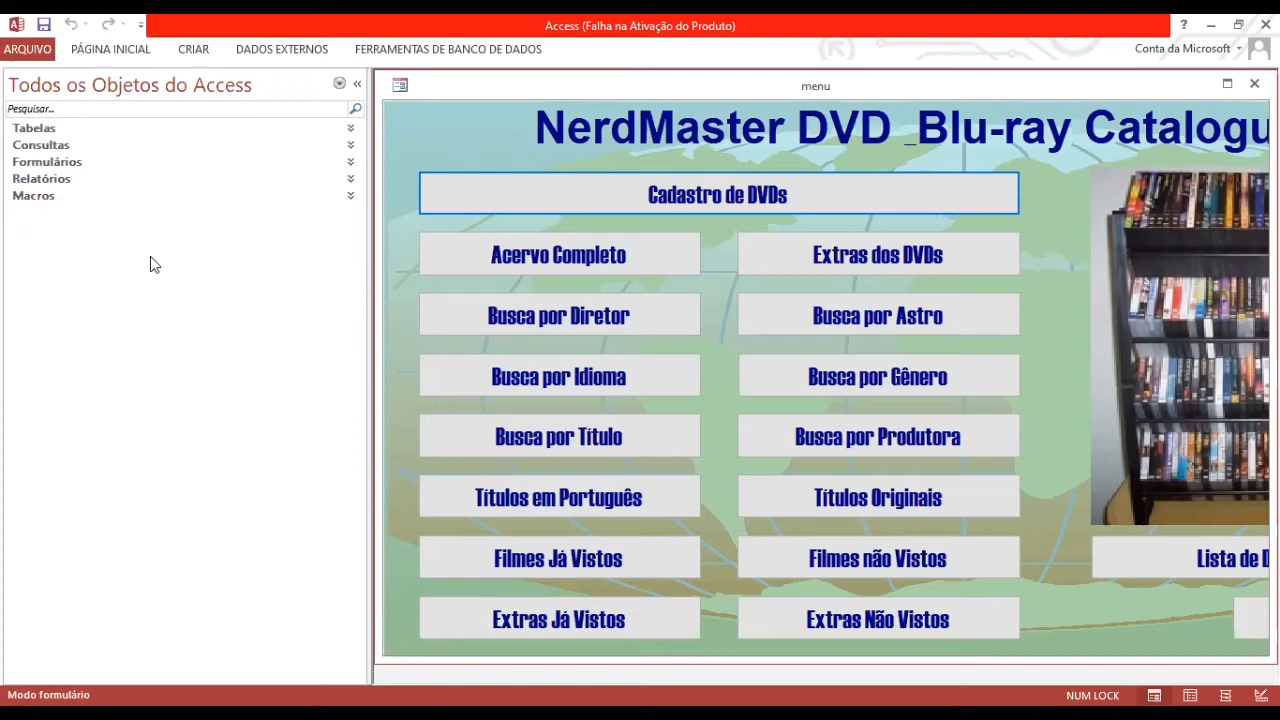 Access (Falha na Ativação do Produto)
?
ARQUIVO PÁGINA INICIAL CRIAR DADOS EXTERNOS FERRAMENTAS DE BANCO DE DADOS Conta da Microsoft
Todos os Objetos do Access
Pesquisar...
Tabelas
Consultas
Formulários
Relatórios
Macros
menu
NerdMaster DVD _Blu-ray Catalogu
Cadastro de DVDs
Acervo Completo Extras dos DVDs
Busca por Diretor Busca por Astro
Busca por Idioma Busca por Gênero
Busca por Título Busca por Produtora
Títulos em Português Títulos Originais
Filmes Já Vistos Filmes não Vistos Lista de D
Extras Já Vistos Extras Não Vistos
Modo formulário NUM LOCK